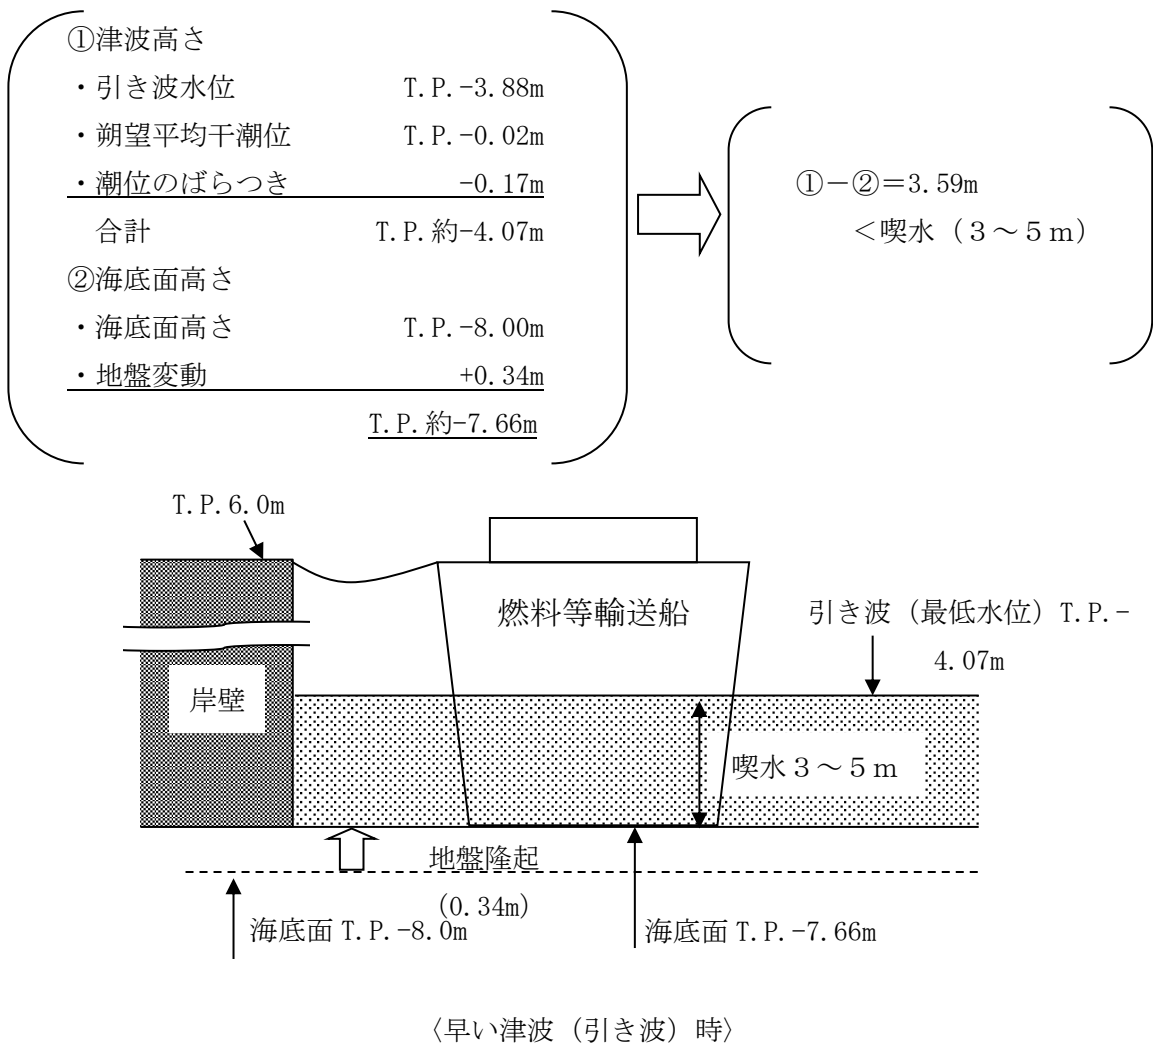 ①津波高さ
・引き波水位 T.P.-3.88m
・朔望平均干潮位 T.P.-0.02m
・潮位のばらつき -0.17m
合計 T.P.約-4.07m
②海底面高さ
・海底面高さ T.P.-8.00m
・地盤変動 +0.34m
T.P.約-7.66m
①－②＝3.59m
＜喫水（３～５ｍ）
T.P.6.0m
燃料等輸送船
引き波（最低水位）T.P.-
4.07m
岸壁
喫水３～５ｍ
地盤隆起
(0.34m)
海底面 T.P.-8.0m
海底面 T.P.-7.66m
〈早い津波（引き波）時〉